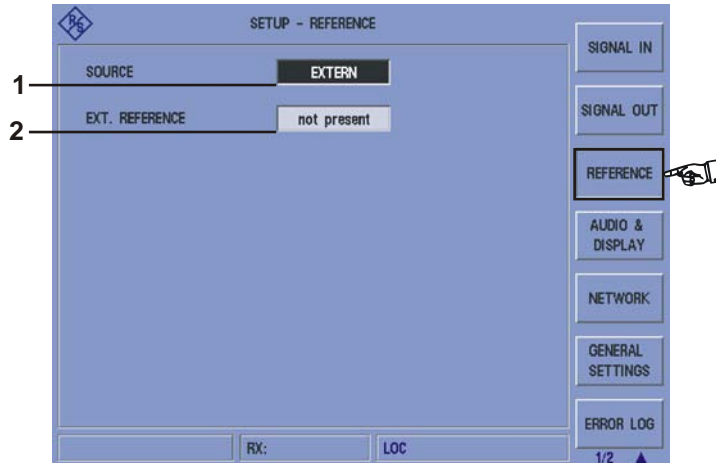 R&S
SETUP - REFERENCE
1
SOURCE
EXTERN
2
EXT. REFERENCE
not present
SIGNAL IN
SIGNAL OUT
REFERENCE
AUDIO &
DISPLAY
NETWORK
GENERAL
SETTINGS
ERROR LOG
RX:
LOC
1/2